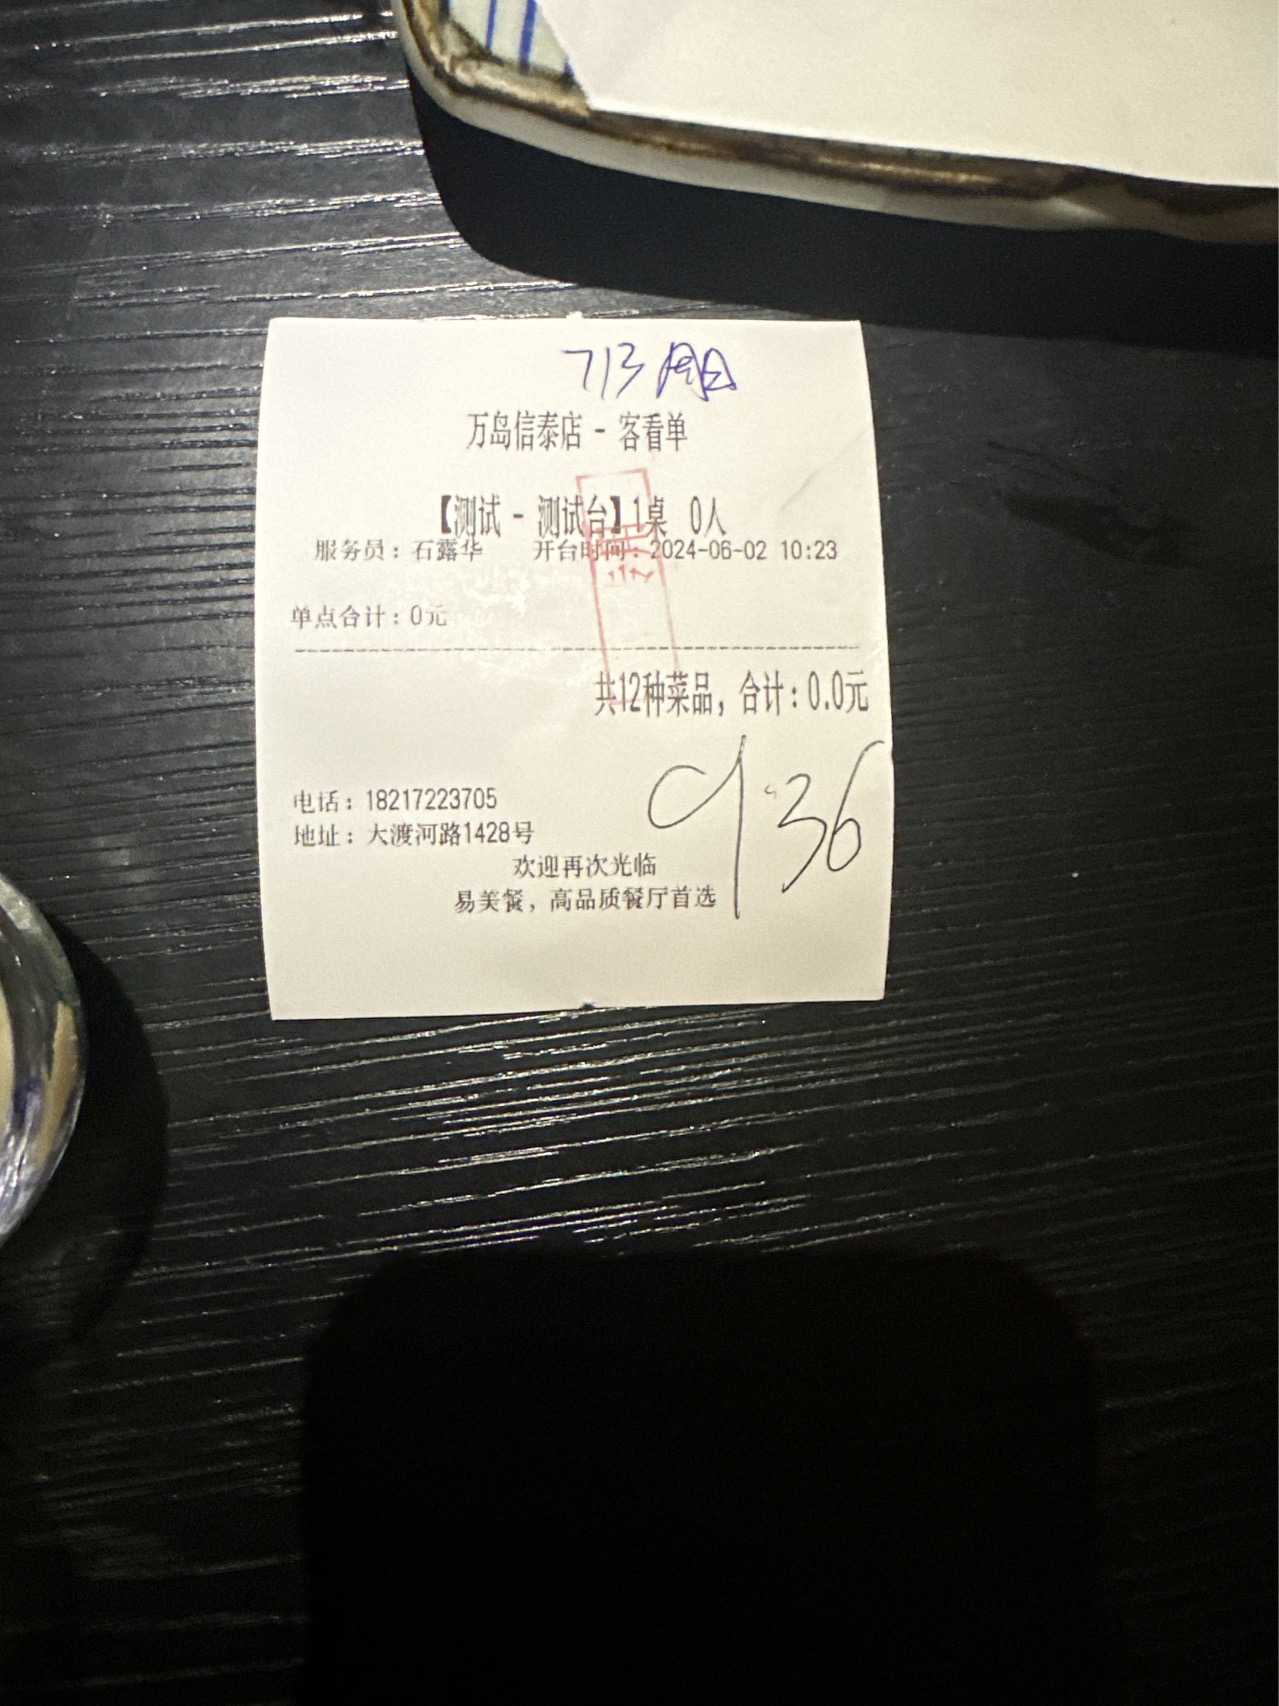 713 周日
万岛信泰店 - 客看单
【测试 - 测试台】1桌 0人
服务员：石露华 开台时间：2024-06-02 10:23
单点合计：0元
共12种菜品，合计：0.0元
9:36
电话：18217223705
地址：大渡河路1428号
欢迎再次光临
易美餐，高品质餐厅首选